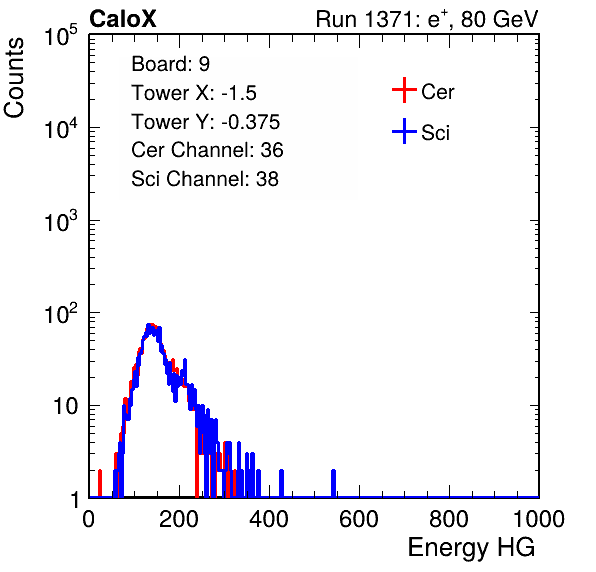 CaloX
Run 1371: e+, 80 GeV
Counts
Board: 9
Tower X: -1.5
Tower Y: -0.375
Cer Channel: 36
Sci Channel: 38
Cer
Sci
10^5
10^4
10^3
10^2
10
1
0 200 400 600 800 1000
Energy HG